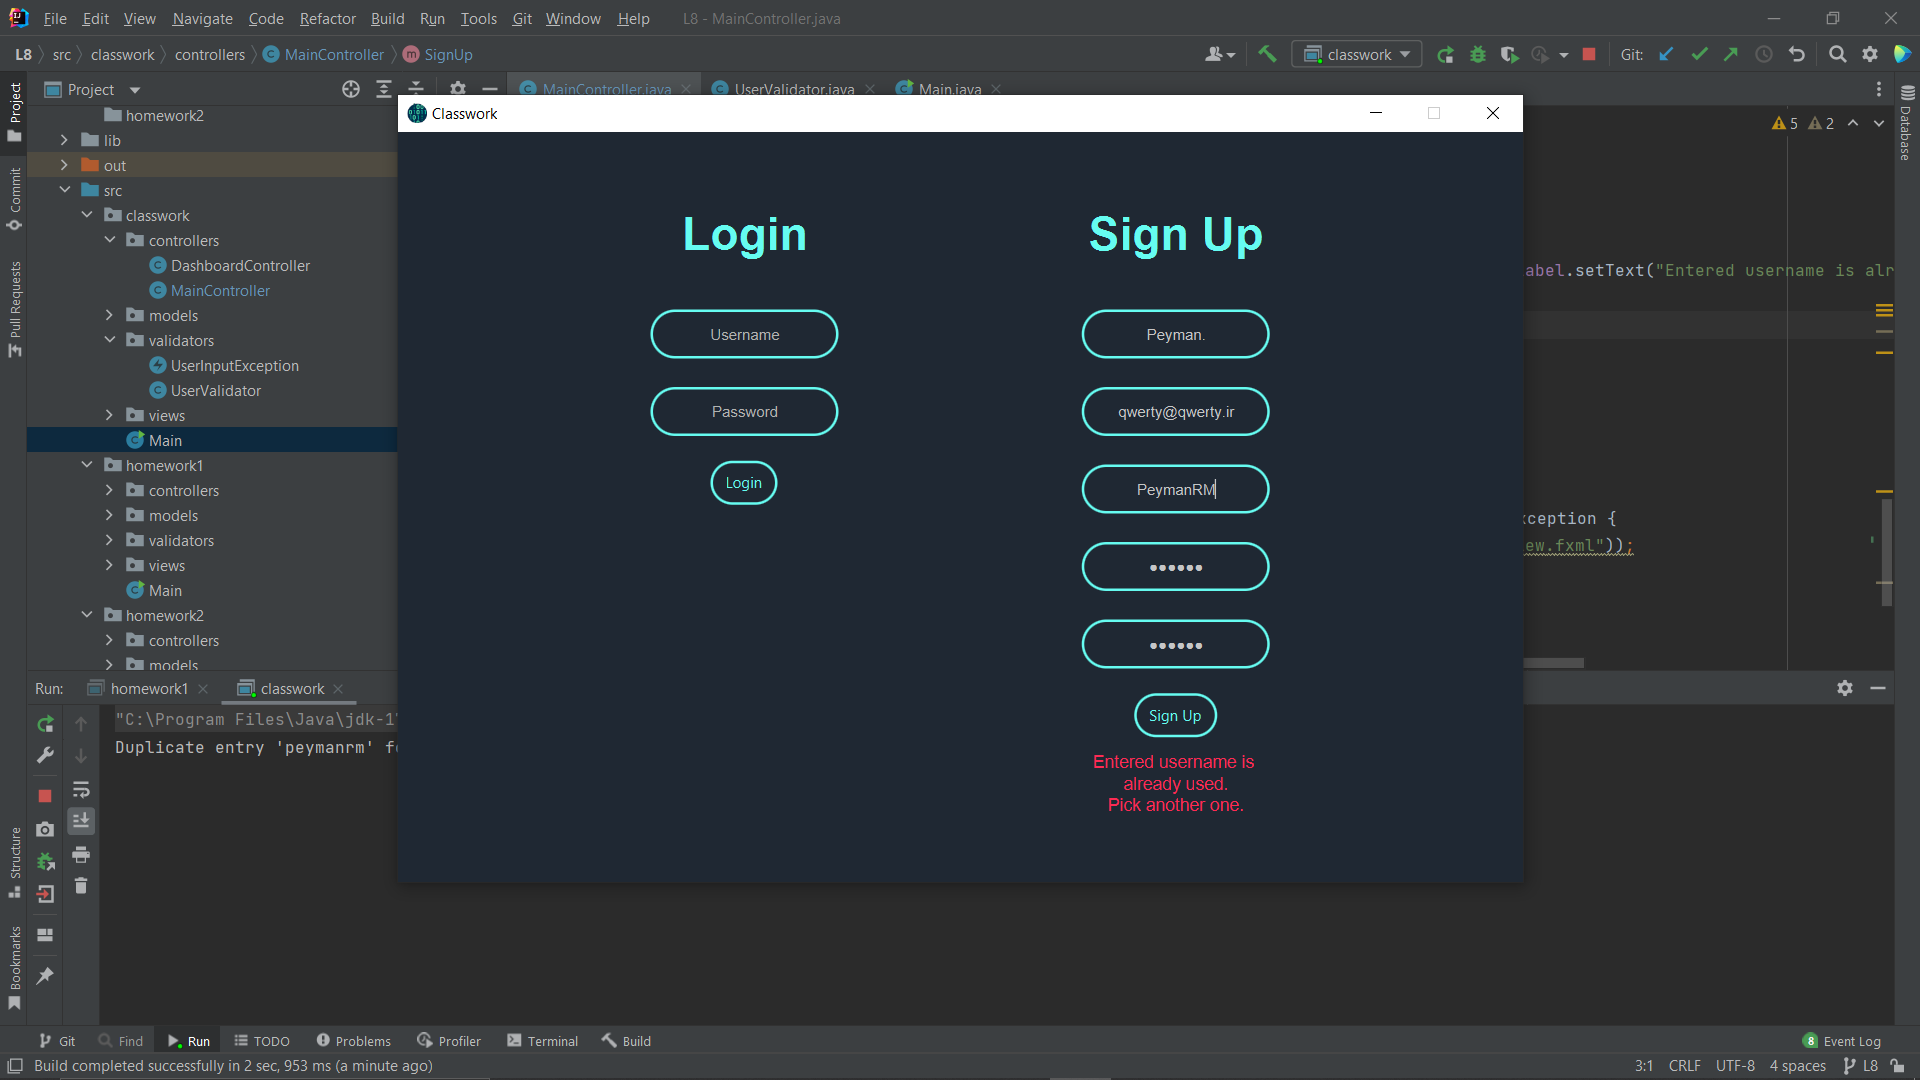 File Edit View Navigate Code Refactor Build Run Tools Git Window Help L8 - MainController.java
L8 src classwork controllers MainController SignUp
classwork Git:
Project
MainController.java UserValidator.java Main.java
Project
Commit
Pull Requests
Structure
Bookmarks
Database
homework2
lib
out
src
classwork
controllers
DashboardController
MainController
models
validators
UserInputException
UserValidator
views
Main
homework1
controllers
models
validators
views
Main
homework2
controllers
models
5 2
abel.setText("Entered username is alr
ception {
ew.fxml"));
Classwork
Login
Username
Password
Login
Sign Up
Peyman.
qwerty@qwerty.ir
PeymanRM
••••••
••••••
Sign Up
Entered username is
already used.
Pick another one.
Run: homework1 classwork
"C:\Program Files\Java\jdk-1
Duplicate entry 'peymanrm' f
Git Find Run TODO Problems Profiler Terminal Build 8 Event Log
Build completed successfully in 2 sec, 953 ms (a minute ago) 3:1 CRLF UTF-8 4 spaces L8